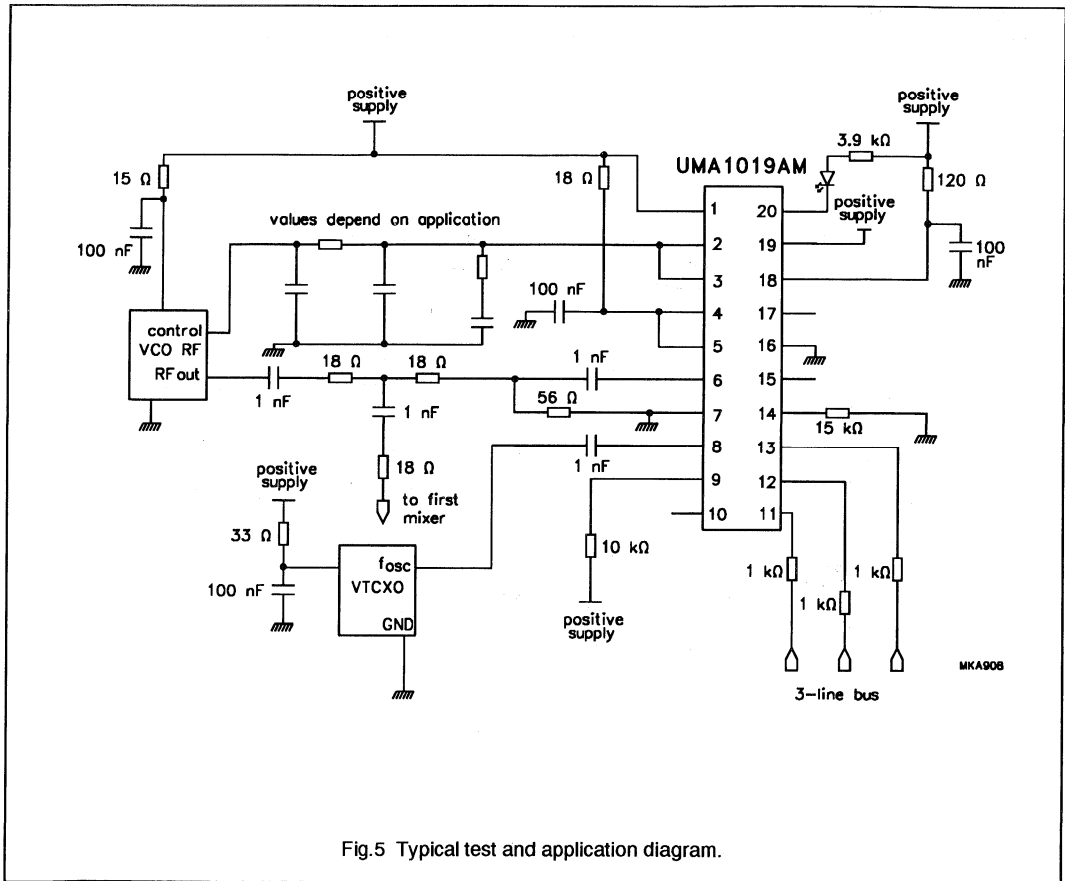 positive
supply
15 Ω
100 nF
values depend on application
18 Ω
UMA1019AM
3.9 kΩ
positive
supply
120 Ω
positive
supply
100
nF
1
2
3
4
5
6
7
8
9
10
20
19
18
17
16
15
14
13
12
11
100 nF
control
VCO RF
RF out
1 nF
18 Ω
18 Ω
1 nF
56 Ω
1 nF
18 Ω
to first
mixer
1 nF
15 kΩ
positive
supply
33 Ω
100 nF
fosc
VTCXO
GND
10 kΩ
positive
supply
1 kΩ
1 kΩ
1 kΩ
3-line bus
MKA908
Fig.5 Typical test and application diagram.